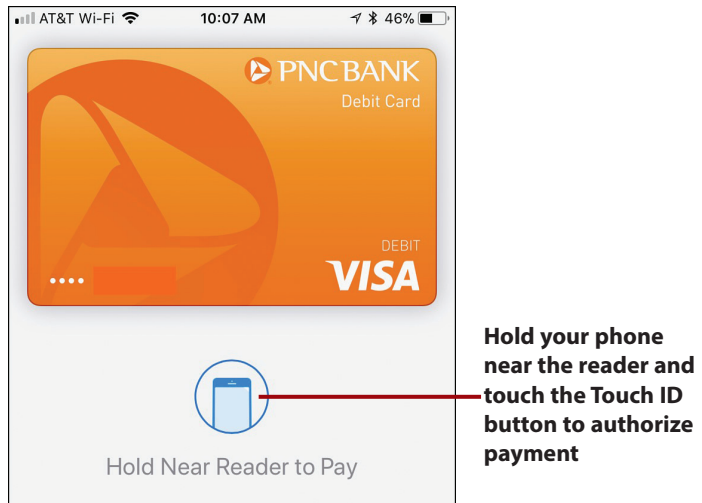 AT&T Wi-Fi 10:07 AM 46%
PNCBANK
Debit Card
DEBIT
•••• VISA
Hold Near Reader to Pay
Hold your phone
near the reader and
touch the Touch ID
button to authorize
payment